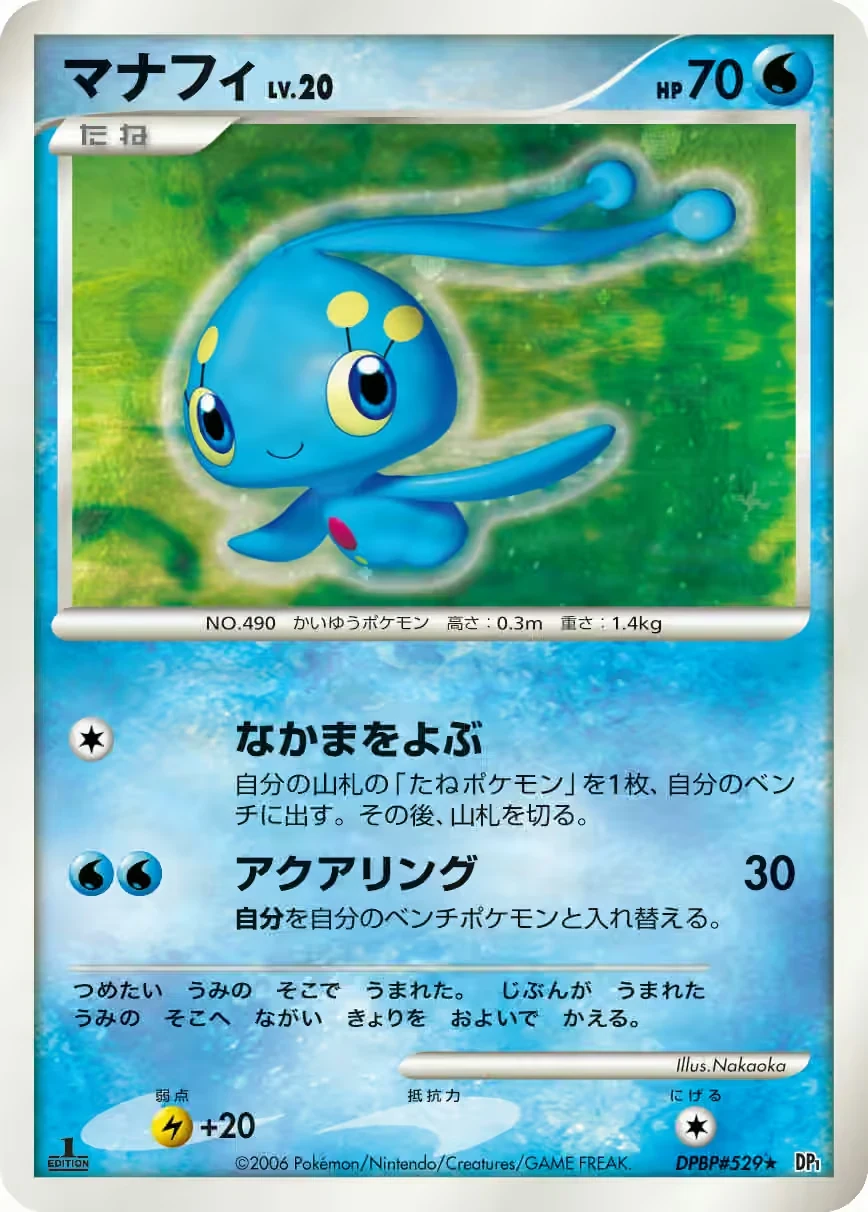 マナフィ LV.20 HP70
たね
NO.490 かいゆうポケモン 高さ:0.3m 重さ:1.4kg
なかまをよぶ
自分の山札の「たねポケモン」を1枚、自分のベン
チに出す。その後、山札を切る。
アクアリング 30
自分を自分のベンチポケモンと入れ替える。
つめたい うみの そこで うまれた。 じぶんが うまれた
うみの そこへ ながい きょりを およいで かえる。
Illus.Nakaoka
弱点 抵抗力 にげる
+20
1 EDITION ©2006 Pokémon/Nintendo/Creatures/GAME FREAK. DPBP#529★ DP1